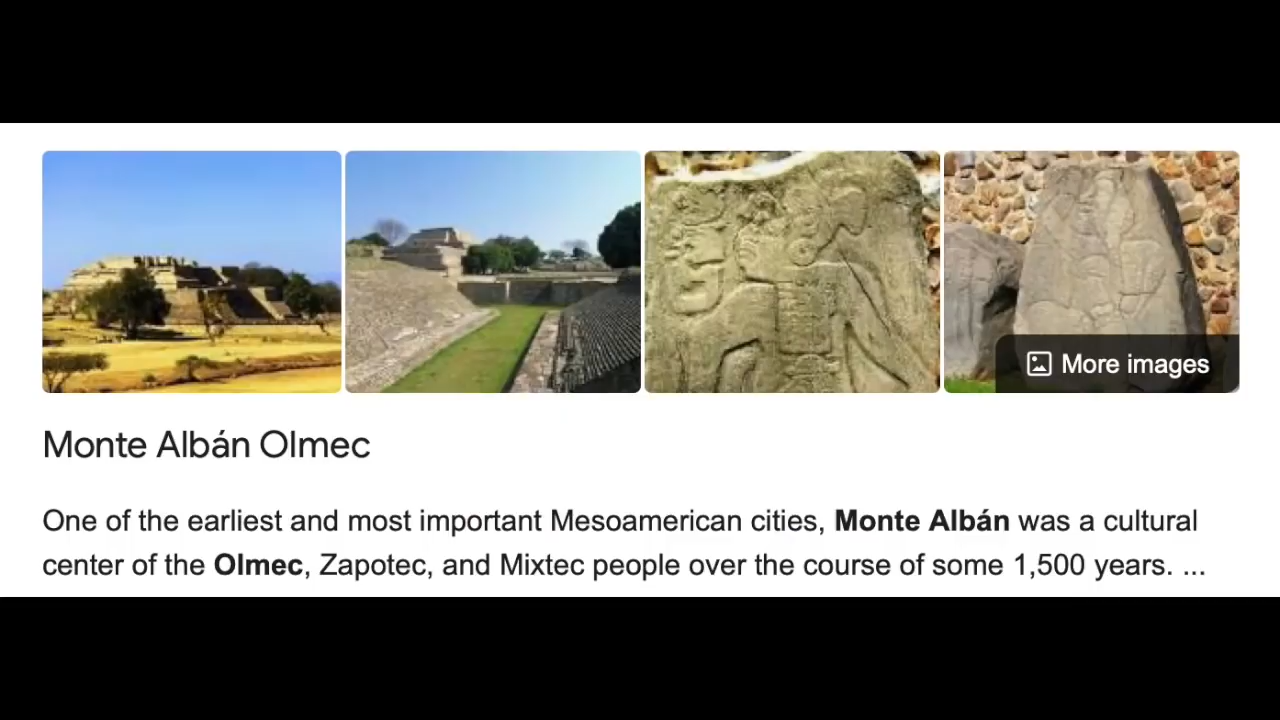 More images
Monte Albán Olmec
One of the earliest and most important Mesoamerican cities, Monte Albán was a cultural
center of the Olmec, Zapotec, and Mixtec people over the course of some 1,500 years. ...